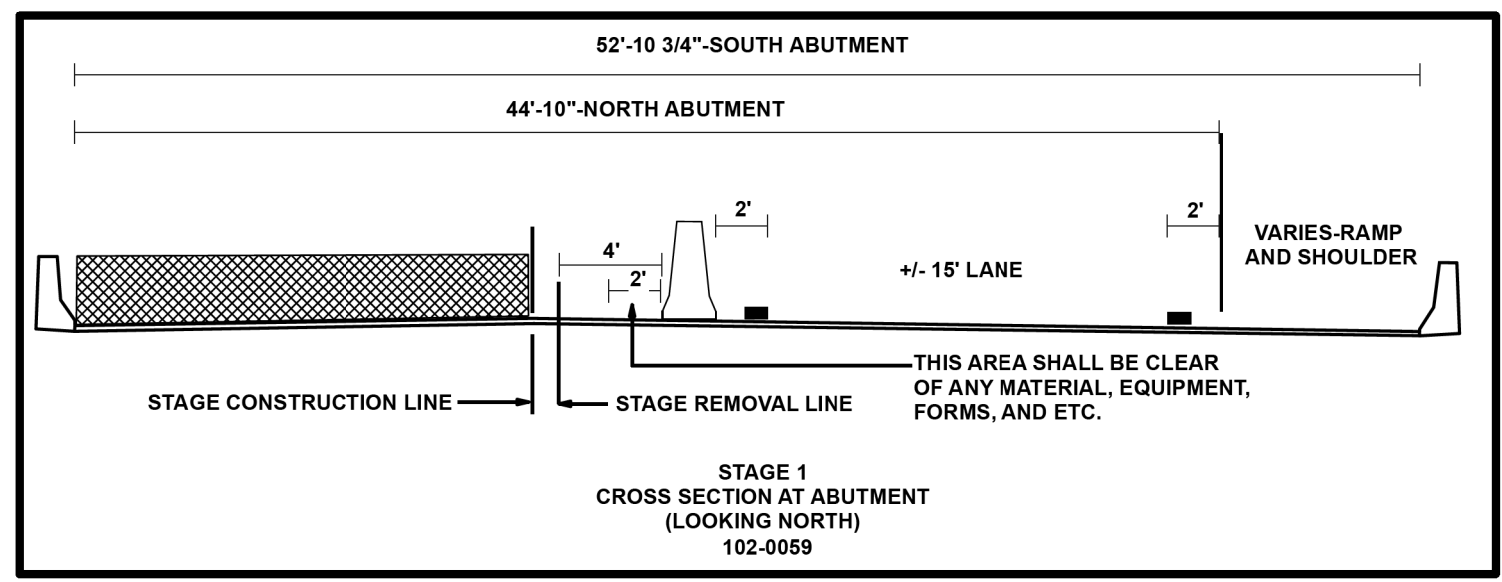 52'-10 3/4"-SOUTH ABUTMENT
44'-10"-NORTH ABUTMENT
2'
2'
4'
2'
+/- 15' LANE
VARIES-RAMP
AND SHOULDER
THIS AREA SHALL BE CLEAR
OF ANY MATERIAL, EQUIPMENT,
FORMS, AND ETC.
STAGE CONSTRUCTION LINE
STAGE REMOVAL LINE
STAGE 1
CROSS SECTION AT ABUTMENT
(LOOKING NORTH)
102-0059